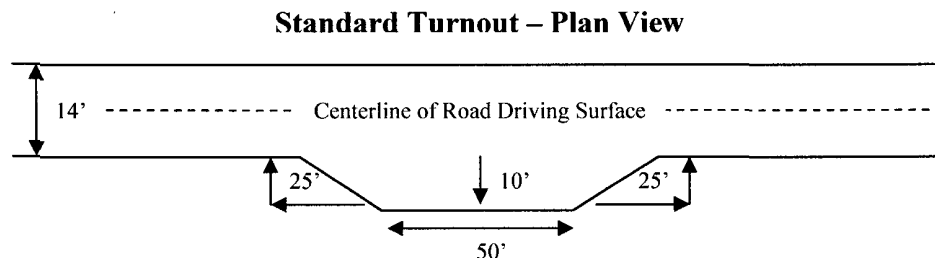 Standard Turnout – Plan View
14’
Centerline of Road Driving Surface
25’
10’
25’
50’